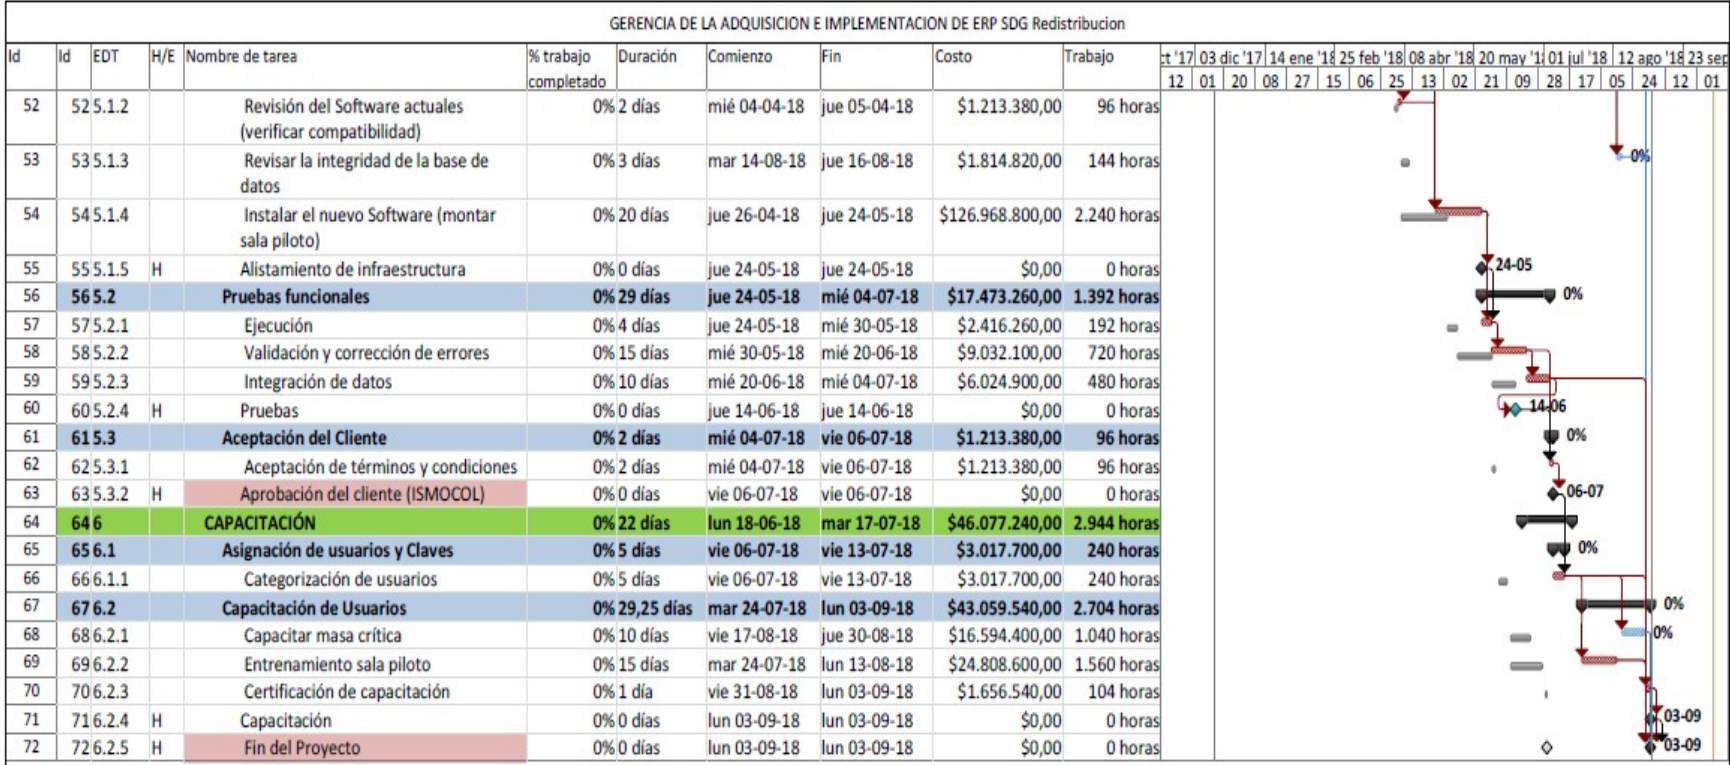 GERENCIA DE LA ADQUISICION E IMPLEMENTACION DE ERP SDG Redistribucion
Id Id EDT H/E Nombre de tarea % trabajo completado Duración Comienzo Fin Costo Trabajo
:t '17 03 dic '17 14 ene '18 25 feb '18 08 abr '18 20 may '1 01 jul '18 12 ago '18 23 sep
12 01 20 08 27 15 06 25 13 02 21 09 28 17 05 24 12 01
52 52 5.1.2 Revisión del Software actuales 0% 2 días mié 04-04-18 jue 05-04-18 $1.213.380,00 96 horas
(verificar compatibilidad)
53 53 5.1.3 Revisar la integridad de la base de 0% 3 días mar 14-08-18 jue 16-08-18 $1.814.820,00 144 horas 0%
datos
54 54 5.1.4 Instalar el nuevo Software (montar 0% 20 días jue 26-04-18 jue 24-05-18 $126.968.800,00 2.240 horas
sala piloto)
55 55 5.1.5 H Alistamiento de infraestructura 0% 0 días jue 24-05-18 jue 24-05-18 $0,00 0 horas 24-05
56 56 5.2 Pruebas funcionales 0% 29 días jue 24-05-18 mié 04-07-18 $17.473.260,00 1.392 horas 0%
57 57 5.2.1 Ejecución 0% 4 días jue 24-05-18 mié 30-05-18 $2.416.260,00 192 horas
58 58 5.2.2 Validación y corrección de errores 0% 15 días mié 30-05-18 mié 20-06-18 $9.032.100,00 720 horas
59 59 5.2.3 Integración de datos 0% 10 días mié 20-06-18 mié 04-07-18 $6.024.900,00 480 horas
60 60 5.2.4 H Pruebas 0% 0 días jue 14-06-18 jue 14-06-18 $0,00 0 horas 14-06
61 61 5.3 Aceptación del Cliente 0% 2 días mié 04-07-18 vie 06-07-18 $1.213.380,00 96 horas 0%
62 62 5.3.1 Aceptación de términos y condiciones 0% 2 días mié 04-07-18 vie 06-07-18 $1.213.380,00 96 horas
63 63 5.3.2 H Aprobación del cliente (ISMOCOL) 0% 0 días vie 06-07-18 vie 06-07-18 $0,00 0 horas 06-07
64 64 6 CAPACITACIÓN 0% 22 días lun 18-06-18 mar 17-07-18 $46.077.240,00 2.944 horas
65 65 6.1 Asignación de usuarios y Claves 0% 5 días vie 06-07-18 vie 13-07-18 $3.017.700,00 240 horas 0%
66 66 6.1.1 Categorización de usuarios 0% 5 días vie 06-07-18 vie 13-07-18 $3.017.700,00 240 horas
67 67 6.2 Capacitación de Usuarios 0% 29,25 días mar 24-07-18 lun 03-09-18 $43.059.540,00 2.704 horas 0%
68 68 6.2.1 Capacitar masa crítica 0% 10 días vie 17-08-18 jue 30-08-18 $16.594.400,00 1.040 horas 0%
69 69 6.2.2 Entrenamiento sala piloto 0% 15 días mar 24-07-18 lun 13-08-18 $24.808.600,00 1.560 horas
70 70 6.2.3 Certificación de capacitación 0% 1 día vie 31-08-18 lun 03-09-18 $1.656.540,00 104 horas
71 71 6.2.4 H Capacitación 0% 0 días lun 03-09-18 lun 03-09-18 $0,00 0 horas 03-09
72 72 6.2.5 H Fin del Proyecto 0% 0 días lun 03-09-18 lun 03-09-18 $0,00 0 horas 03-09